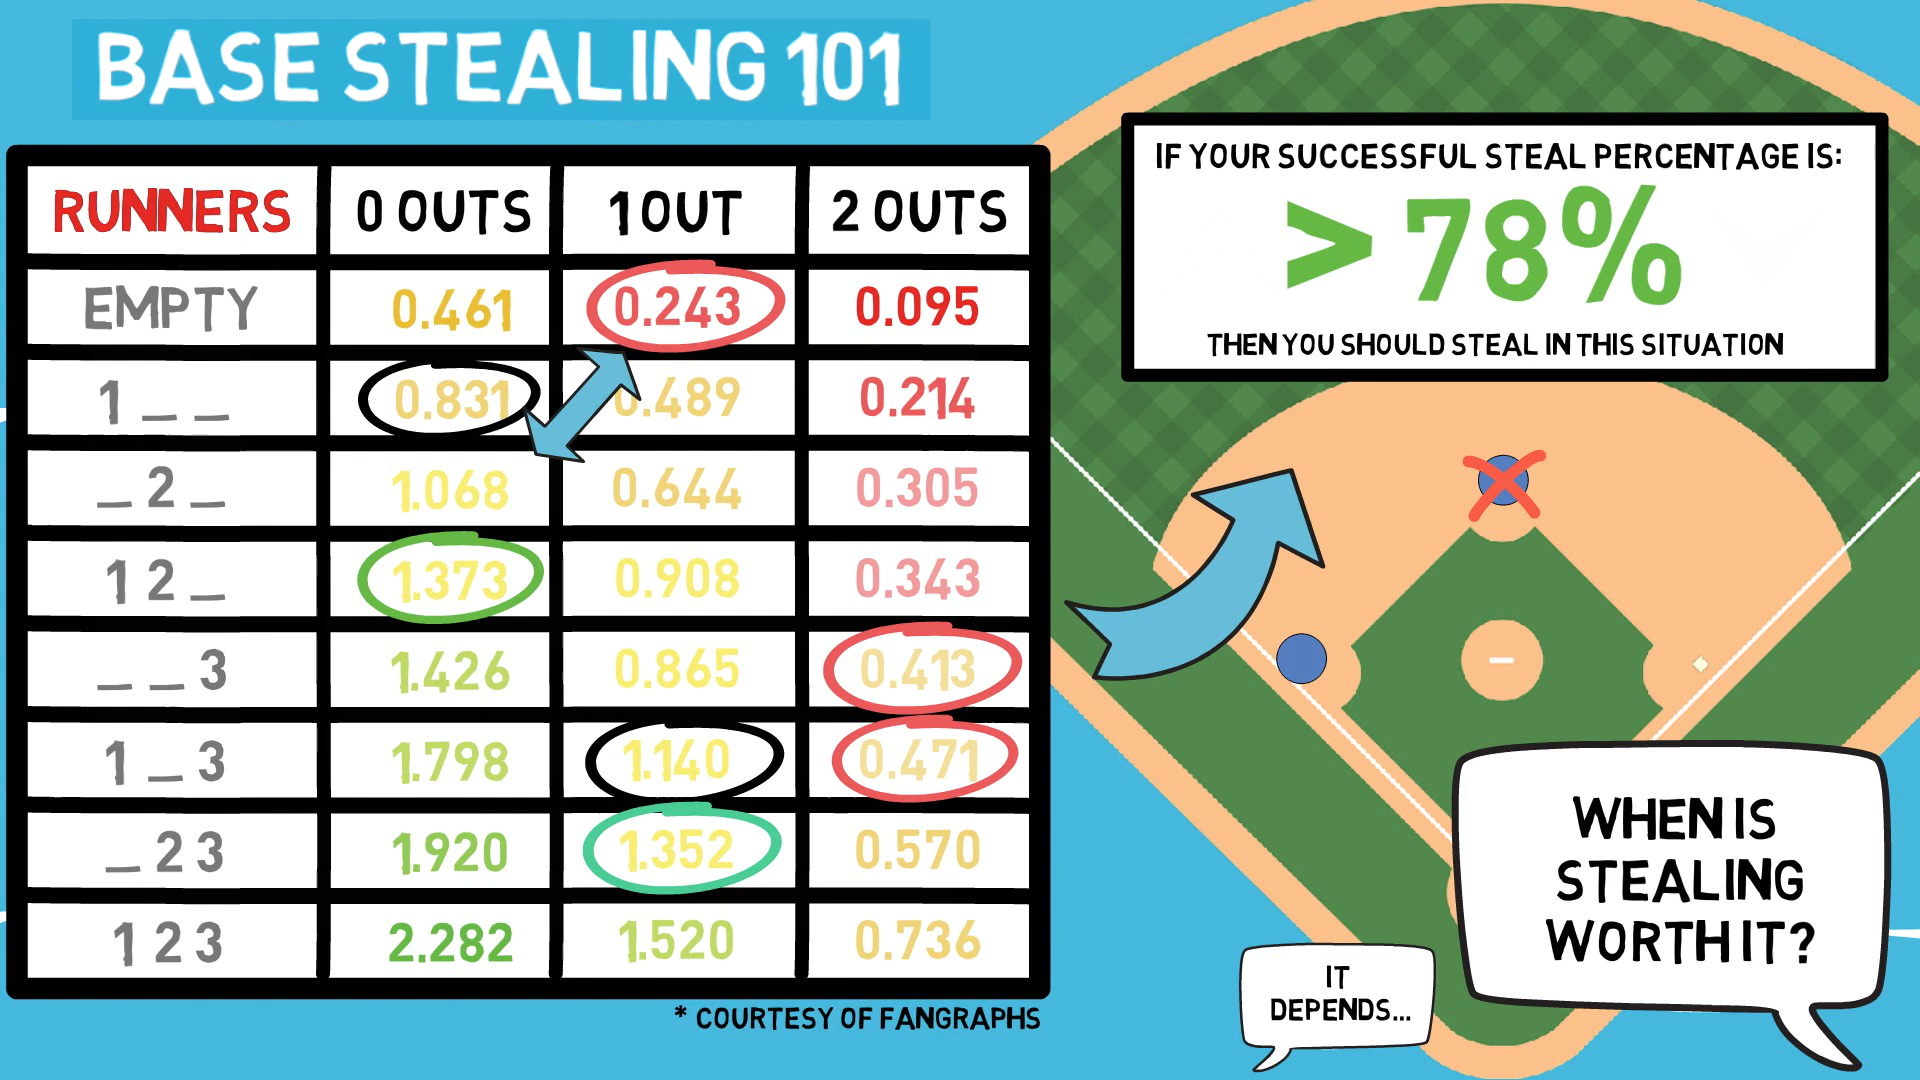 BASE STEALING 101
RUNNERS 0 OUTS 1 OUT 2 OUTS
EMPTY 0.461 0.243 0.095
1 _ _ 0.831 0.489 0.214
_ 2 _ 1.068 0.644 0.305
1 2 _ 1.373 0.908 0.343
_ _ 3 1.426 0.865 0.413
1 _ 3 1.798 1.140 0.471
_ 2 3 1.920 1.352 0.570
1 2 3 2.282 1.520 0.736
* COURTESY OF FANGRAPHS
IF YOUR SUCCESSFUL STEAL PERCENTAGE IS:
> 78%
THEN YOU SHOULD STEAL IN THIS SITUATION
WHEN IS
STEALING
WORTH IT?
IT
DEPENDS...